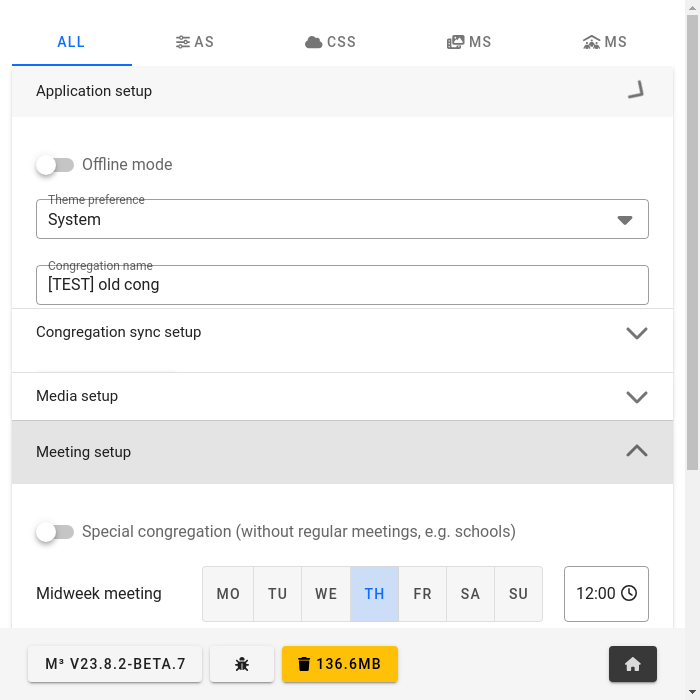 ALL AS CSS MS MS
Application setup
Offline mode
Theme preference
System
Congregation name
[TEST] old cong
Congregation sync setup
Media setup
Meeting setup
Special congregation (without regular meetings, e.g. schools)
Midweek meeting MO TU WE TH FR SA SU 12:00
M³ V23.8.2-BETA.7 136.6MB